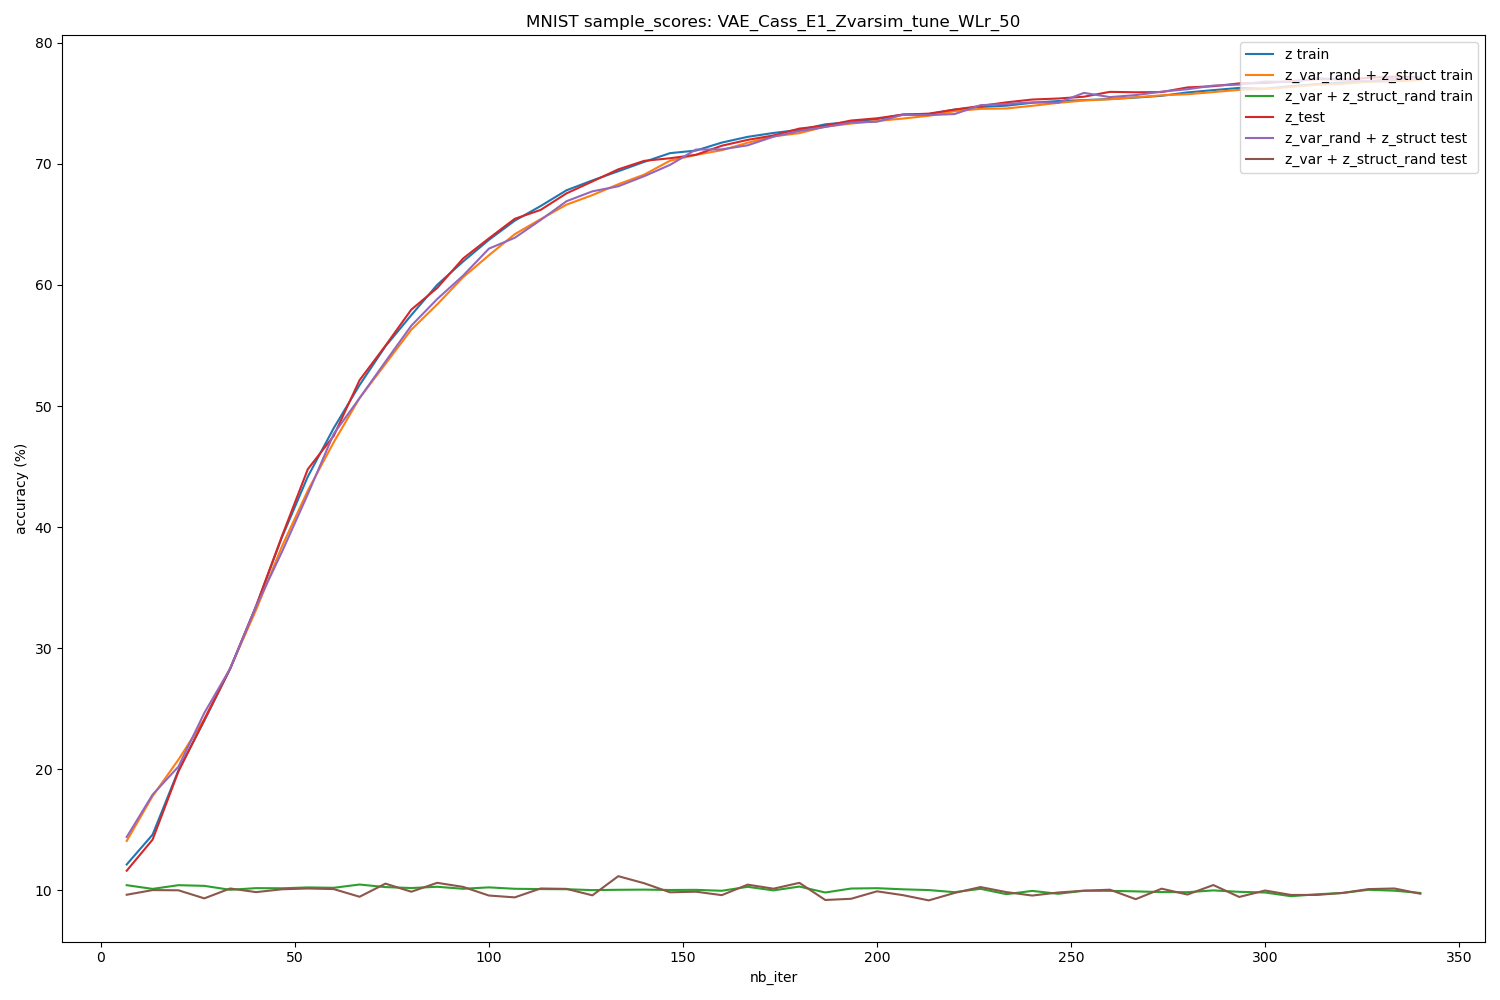 MNIST sample_scores: VAE_Cass_E1_Zvarsim_tune_WLr_50
80
70
60
50
40
30
20
10
accuracy (%)
z train
z_var_rand + z_struct train
z_var + z_struct_rand train
z_test
z_var_rand + z_struct test
z_var + z_struct_rand test
0
50
100
150
200
250
300
350
nb_iter